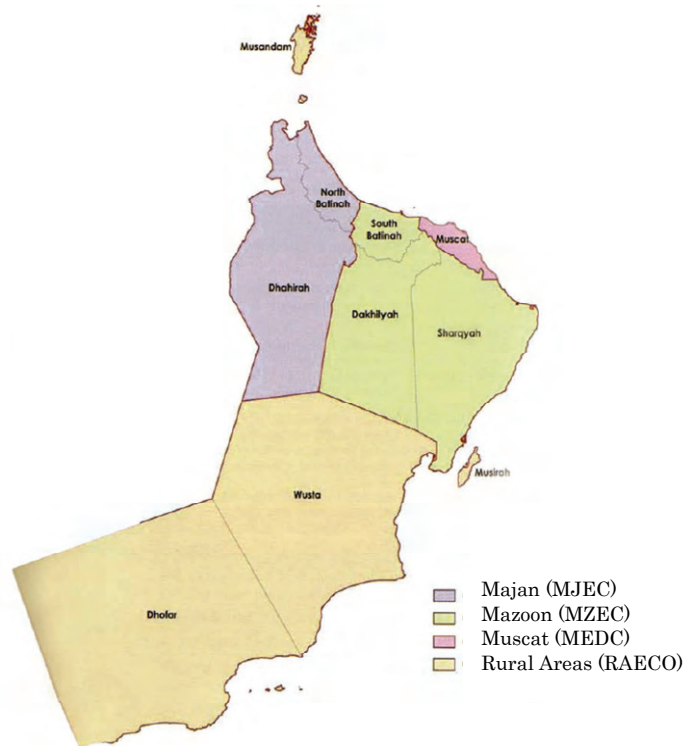 Musandam
North
Batinah
South
Batinah
Muscat
Dhahirah
Dakhilyah
Sharqyah
Musirah
Wusta
Dhofar
Majan (MJEC)
Mazoon (MZEC)
Muscat (MEDC)
Rural Areas (RAECO)